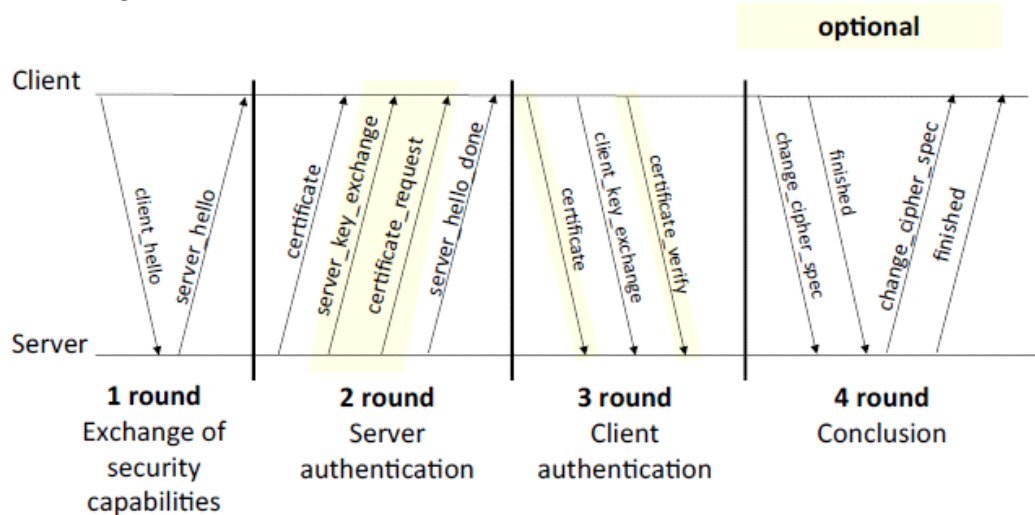 optional
Client
client_hello
server_hello
certificate
server_key_exchange
certificate_request
server_hello_done
certificate
client_key_exchange
certificate_verify
change_cipher_spec
finished
change_cipher_spec
finished
Server
1 round
Exchange of
security
capabilities
2 round
Server
authentication
3 round
Client
authentication
4 round
Conclusion